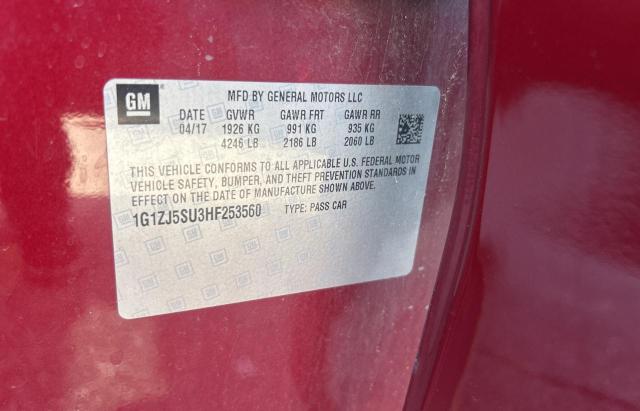 GM
MFD BY GENERAL MOTORS LLC
DATE GVWR GAWR FRT GAWR RR
04/17 1926 KG 991 KG 935 KG
4246 LB 2186 LB 2060 LB
THIS VEHICLE CONFORMS TO ALL APPLICABLE U.S. FEDERAL MOTOR
VEHICLE SAFETY, BUMPER, AND THEFT PREVENTION STANDARDS IN
EFFECT ON THE DATE OF MANUFACTURE SHOWN ABOVE.
1G1ZJ5SU3HF253560 TYPE: PASS CAR